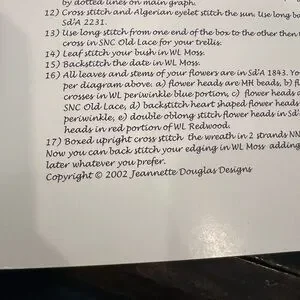 by dotted lines on main graph.
12) Cross stitch and Algerian eyelet stitch the sun. Use long
Sd'A 2231.
13) Use long stitch from one end of the box to the other then
cross in SNC Old Lace for your trellis.
14) Leaf stitch your bush in WL Moss.
15) Backstitch the date in WL Moss.
16) All leaves and stems of your flowers are in Sd'A 1843. Yo
per diagram above. a) flower heads are MH beads, b) fl
crosses in WL periwinkle blue portion, c) flower heads a
SNC Old Lace, d) backstitch heart shaped flower heads
periwinkle, e) double oblong stitch flower heads in Sd'
heads in red portion of WL Redwood.
17) Boxed upright cross stitch the wreath in 2 strands NN
Now you can back stitch your edging in WL Moss adding
later whatever you prefer.
Copyright © 2002 Jeannette Douglas Designs